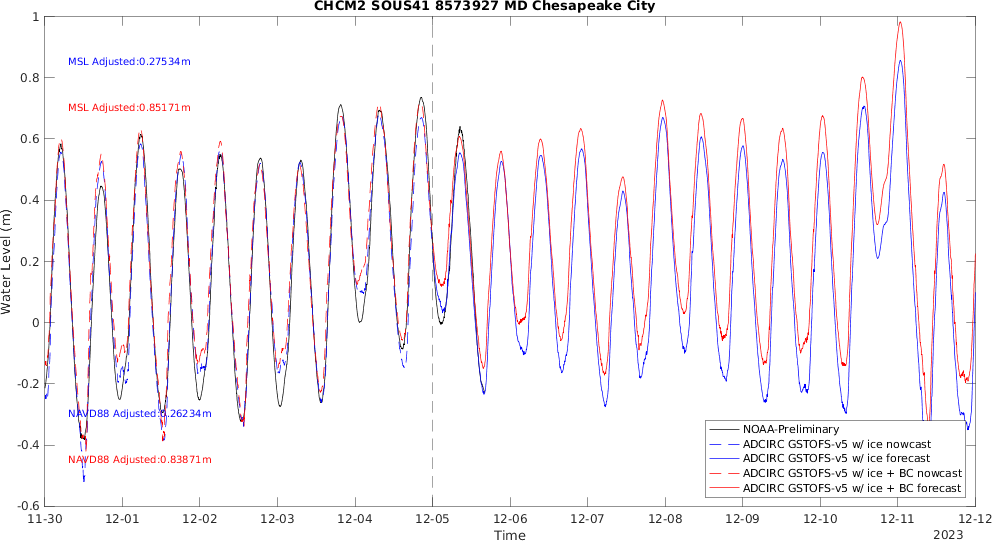 CHCM2 SOUS41 8573927 MD Chesapeake City
Water Level (m)
1
0.8
0.6
0.4
0.2
0
-0.2
-0.4
-0.6
MSL Adjusted:0.27534m
MSL Adjusted:0.85171m
NAVD88 Adjusted:0.26234m
NAVD88 Adjusted:0.83871m
NOAA-Preliminary
ADCIRC GSTOFS-v5 w/ ice nowcast
ADCIRC GSTOFS-v5 w/ ice forecast
ADCIRC GSTOFS-v5 w/ ice + BC nowcast
ADCIRC GSTOFS-v5 w/ ice + BC forecast
11-30 12-01 12-02 12-03 12-04 12-05 12-06 12-07 12-08 12-09 12-10 12-11 12-12
Time
2023